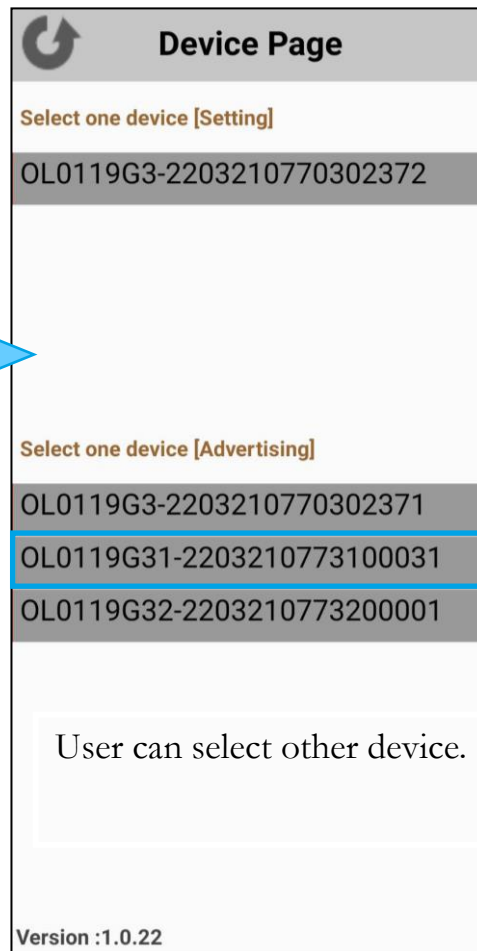 Device Page
Select one device [Setting]
OL0119G3-2203210770302372
Select one device [Advertising]
OL0119G3-2203210770302371
OL0119G31-2203210773100031
OL0119G32-2203210773200001
User can select other device.
Version :1.0.22